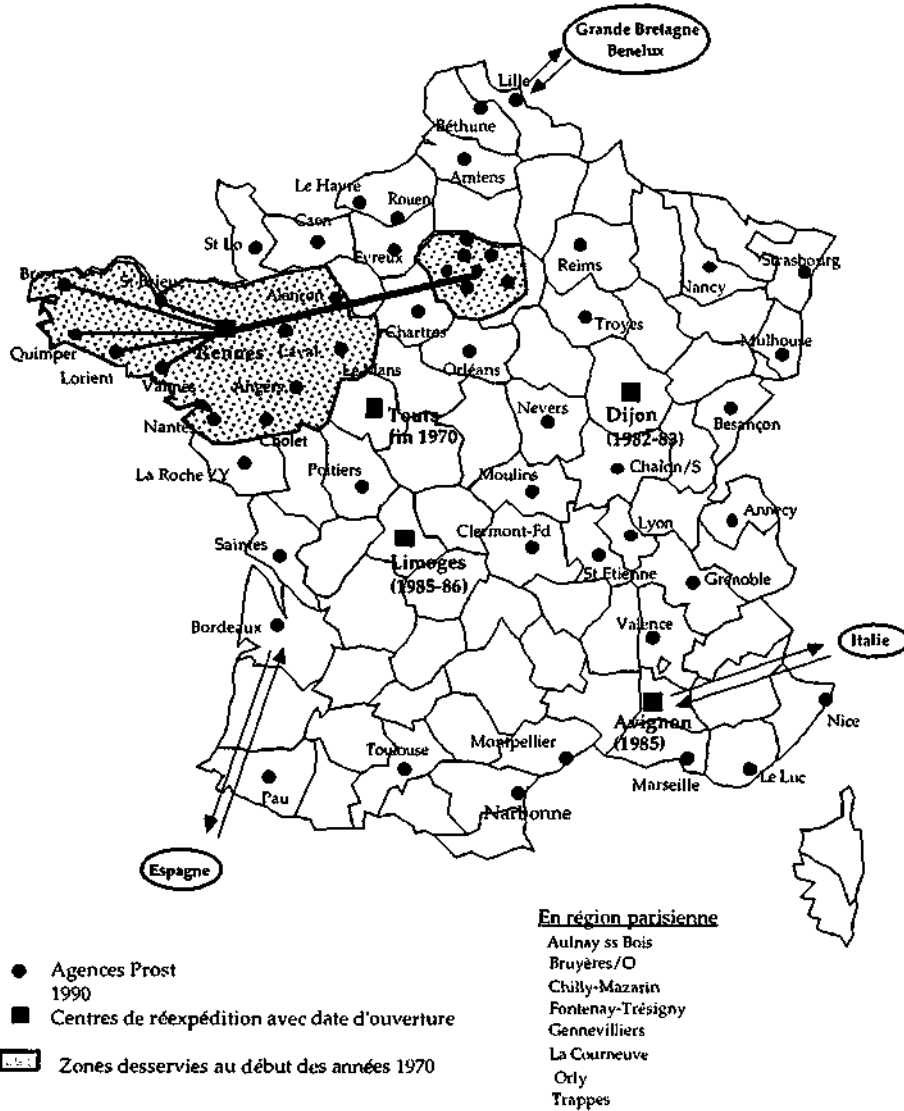 Grande Bretagne
Benelux
Lille
Béthune
Amiens
Le Havre
Rouen
Caen
St Lo
Evreux
Reims
Nancy
Strasbourg
St Brieuc
Alençon
Chartres
Troyes
Mulhouse
Quimper
Rennes
Laval
Lorient
Le Mans
Orléans
Vannes
Angers
Nevers
Dijon
(1982-83)
Besançon
Tours
(fin 1970
Nantes
Cholet
La Roche /Y
Poitiers
Moulins
Chalon/S
Annecy
Saintes
Limoges
(1985-86)
Clermont-Fd
Lyon
St Etienne
Grenoble
Bordeaux
Valence
Italie
Avignon
(1985)
Nice
Toulouse
Montpellier
Marseille
Le Luc
Pau
Narbonne
Espagne
En région parisienne
Aulnay ss Bois
Bruyères/O
Chilly-Mazarin
Fontenay-Trésigny
Gennevilliers
La Courneuve
Orly
Trappes
Agences Prost
1990
Centres de réexpédition avec date d'ouverture
Zones desservies au début des années 1970